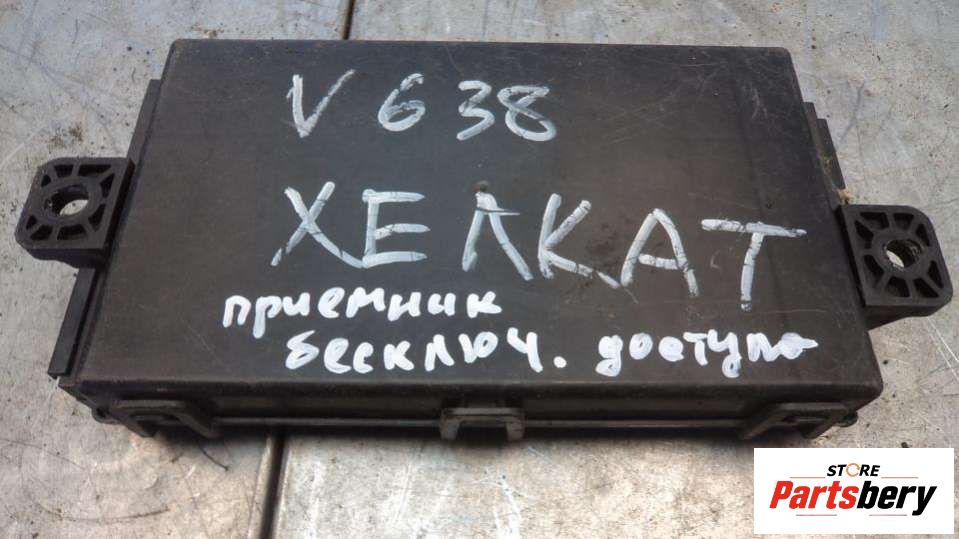 V 638
ХЕЛКАТ
приемник
бесключ. доступа
STORE
Partsbery